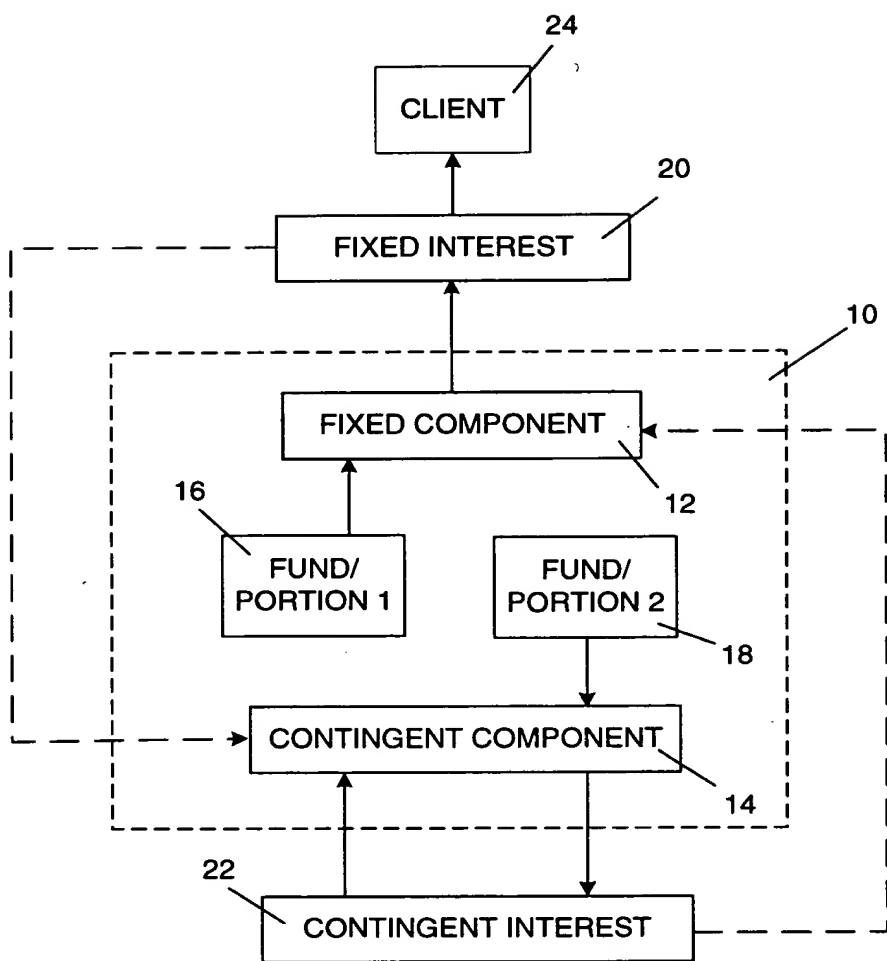 24
CLIENT
20
FIXED INTEREST
10
FIXED COMPONENT
12
16
FUND/
PORTION 1
FUND/
PORTION 2
18
CONTINGENT COMPONENT
14
22
CONTINGENT INTEREST